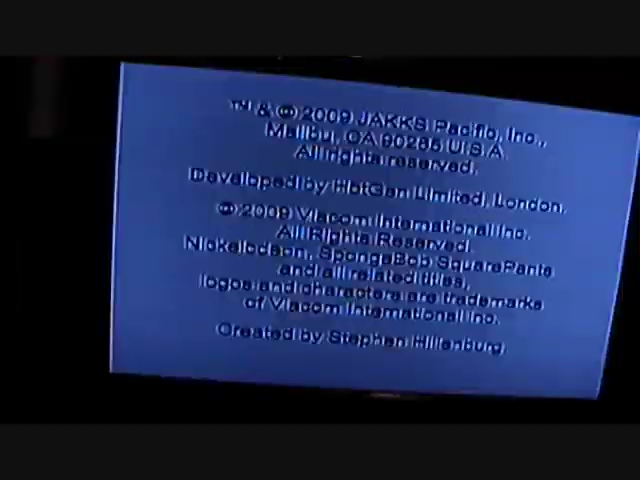 ™ & © 2009 JAKKS Pacific, Inc.,
Malibu, CA 90265 U.S.A.
All rights reserved.
Developed by HotGen Limited, London.
© 2009 Viacom International Inc.
All Rights Reserved.
Nickelodeon, SpongeBob SquarePants
and all related titles,
logos and characters are trademarks
of Viacom International Inc.
Created by Stephen Hillenburg.